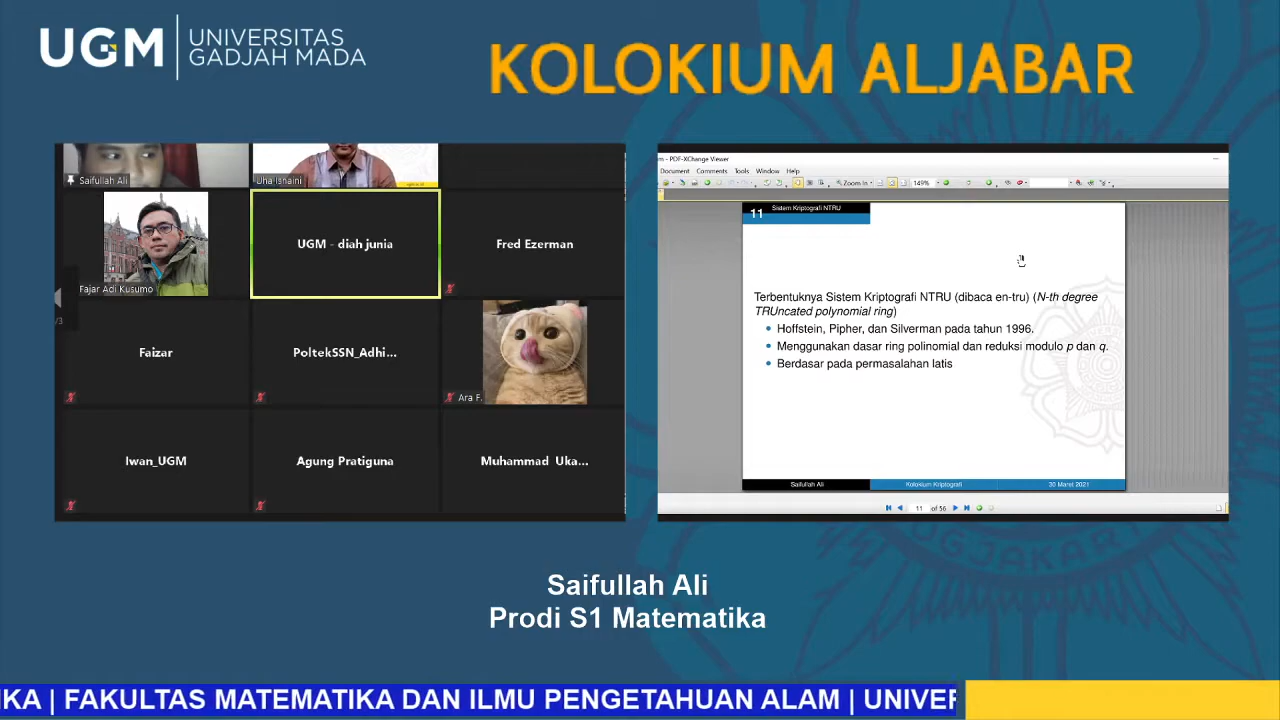 UGM
UNIVERSITAS
GADJAH MADA
KOLOKIUM ALJABAR
Saifullah Ali
Fajar Adi Kusumo
UGM - diah junia
Fred Ezerman
/3
Faizar
PoltekSSN_Adhi...
Ara F.
Iwan_UGM
Agung Pratiguna
Muhammad Uka...
m - PDF-XChange Viewer
Document Comments Tools Window Help
Zoom In 149%
11
Sistem Kriptografi NTRU
Terbentuknya Sistem Kriptografi NTRU (dibaca en-tru) (N-th degree
TRUncated polynomial ring)
• Hoffstein, Pipher, dan Silverman pada tahun 1996.
• Menggunakan dasar ring polinomial dan reduksi modulo p dan q.
• Berdasar pada permasalahan latis
Saifullah Ali Kolokium Kriptografi 30 Maret 2021
11 of 56
Saifullah Ali
Prodi S1 Matematika
IKA | FAKULTAS MATEMATIKA DAN ILMU PENGETAHUAN ALAM | UNIVER